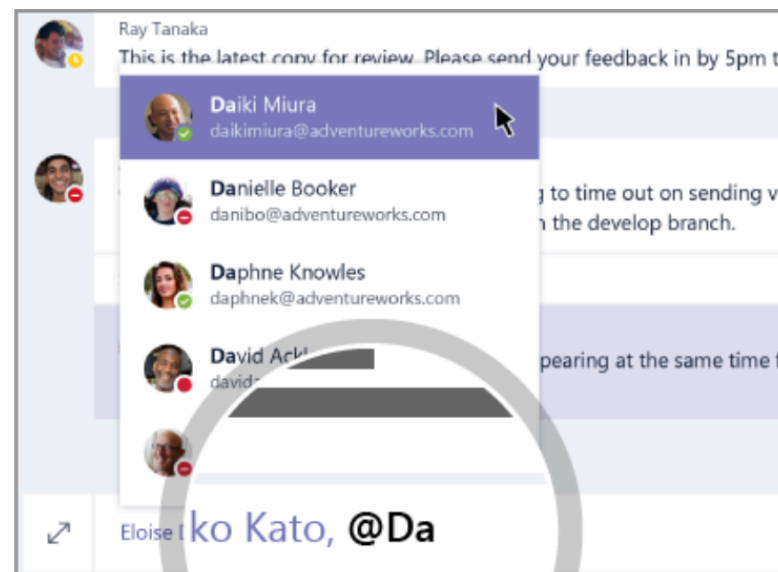 Ray Tanaka
This is the latest copy for review. Please send your feedback in by 5pm t
Daiki Miura
daikimiura@adventureworks.com
Danielle Booker
danibo@adventureworks.com
g to time out on sending v
the develop branch.
Daphne Knowles
daphnek@adventureworks.com
David Ackl
davida
pearing at the same time f
Eloise
ko Kato, @Da